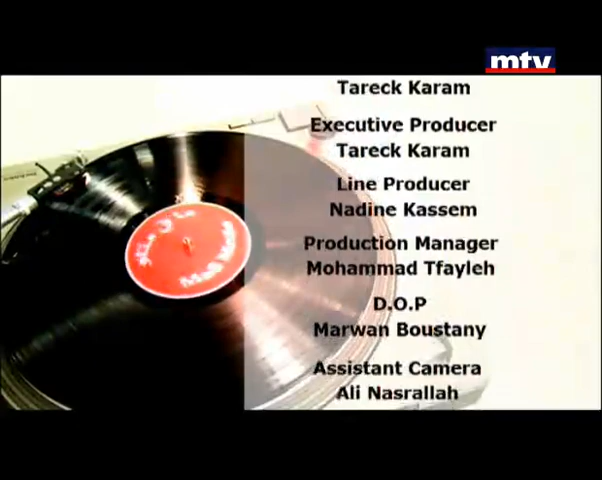 mtv
Tareck Karam
Executive Producer
Tareck Karam
Line Producer
Nadine Kassem
Production Manager
Mohammad Tfayleh
D.O.P
Marwan Boustany
Assistant Camera
Ali Nasrallah